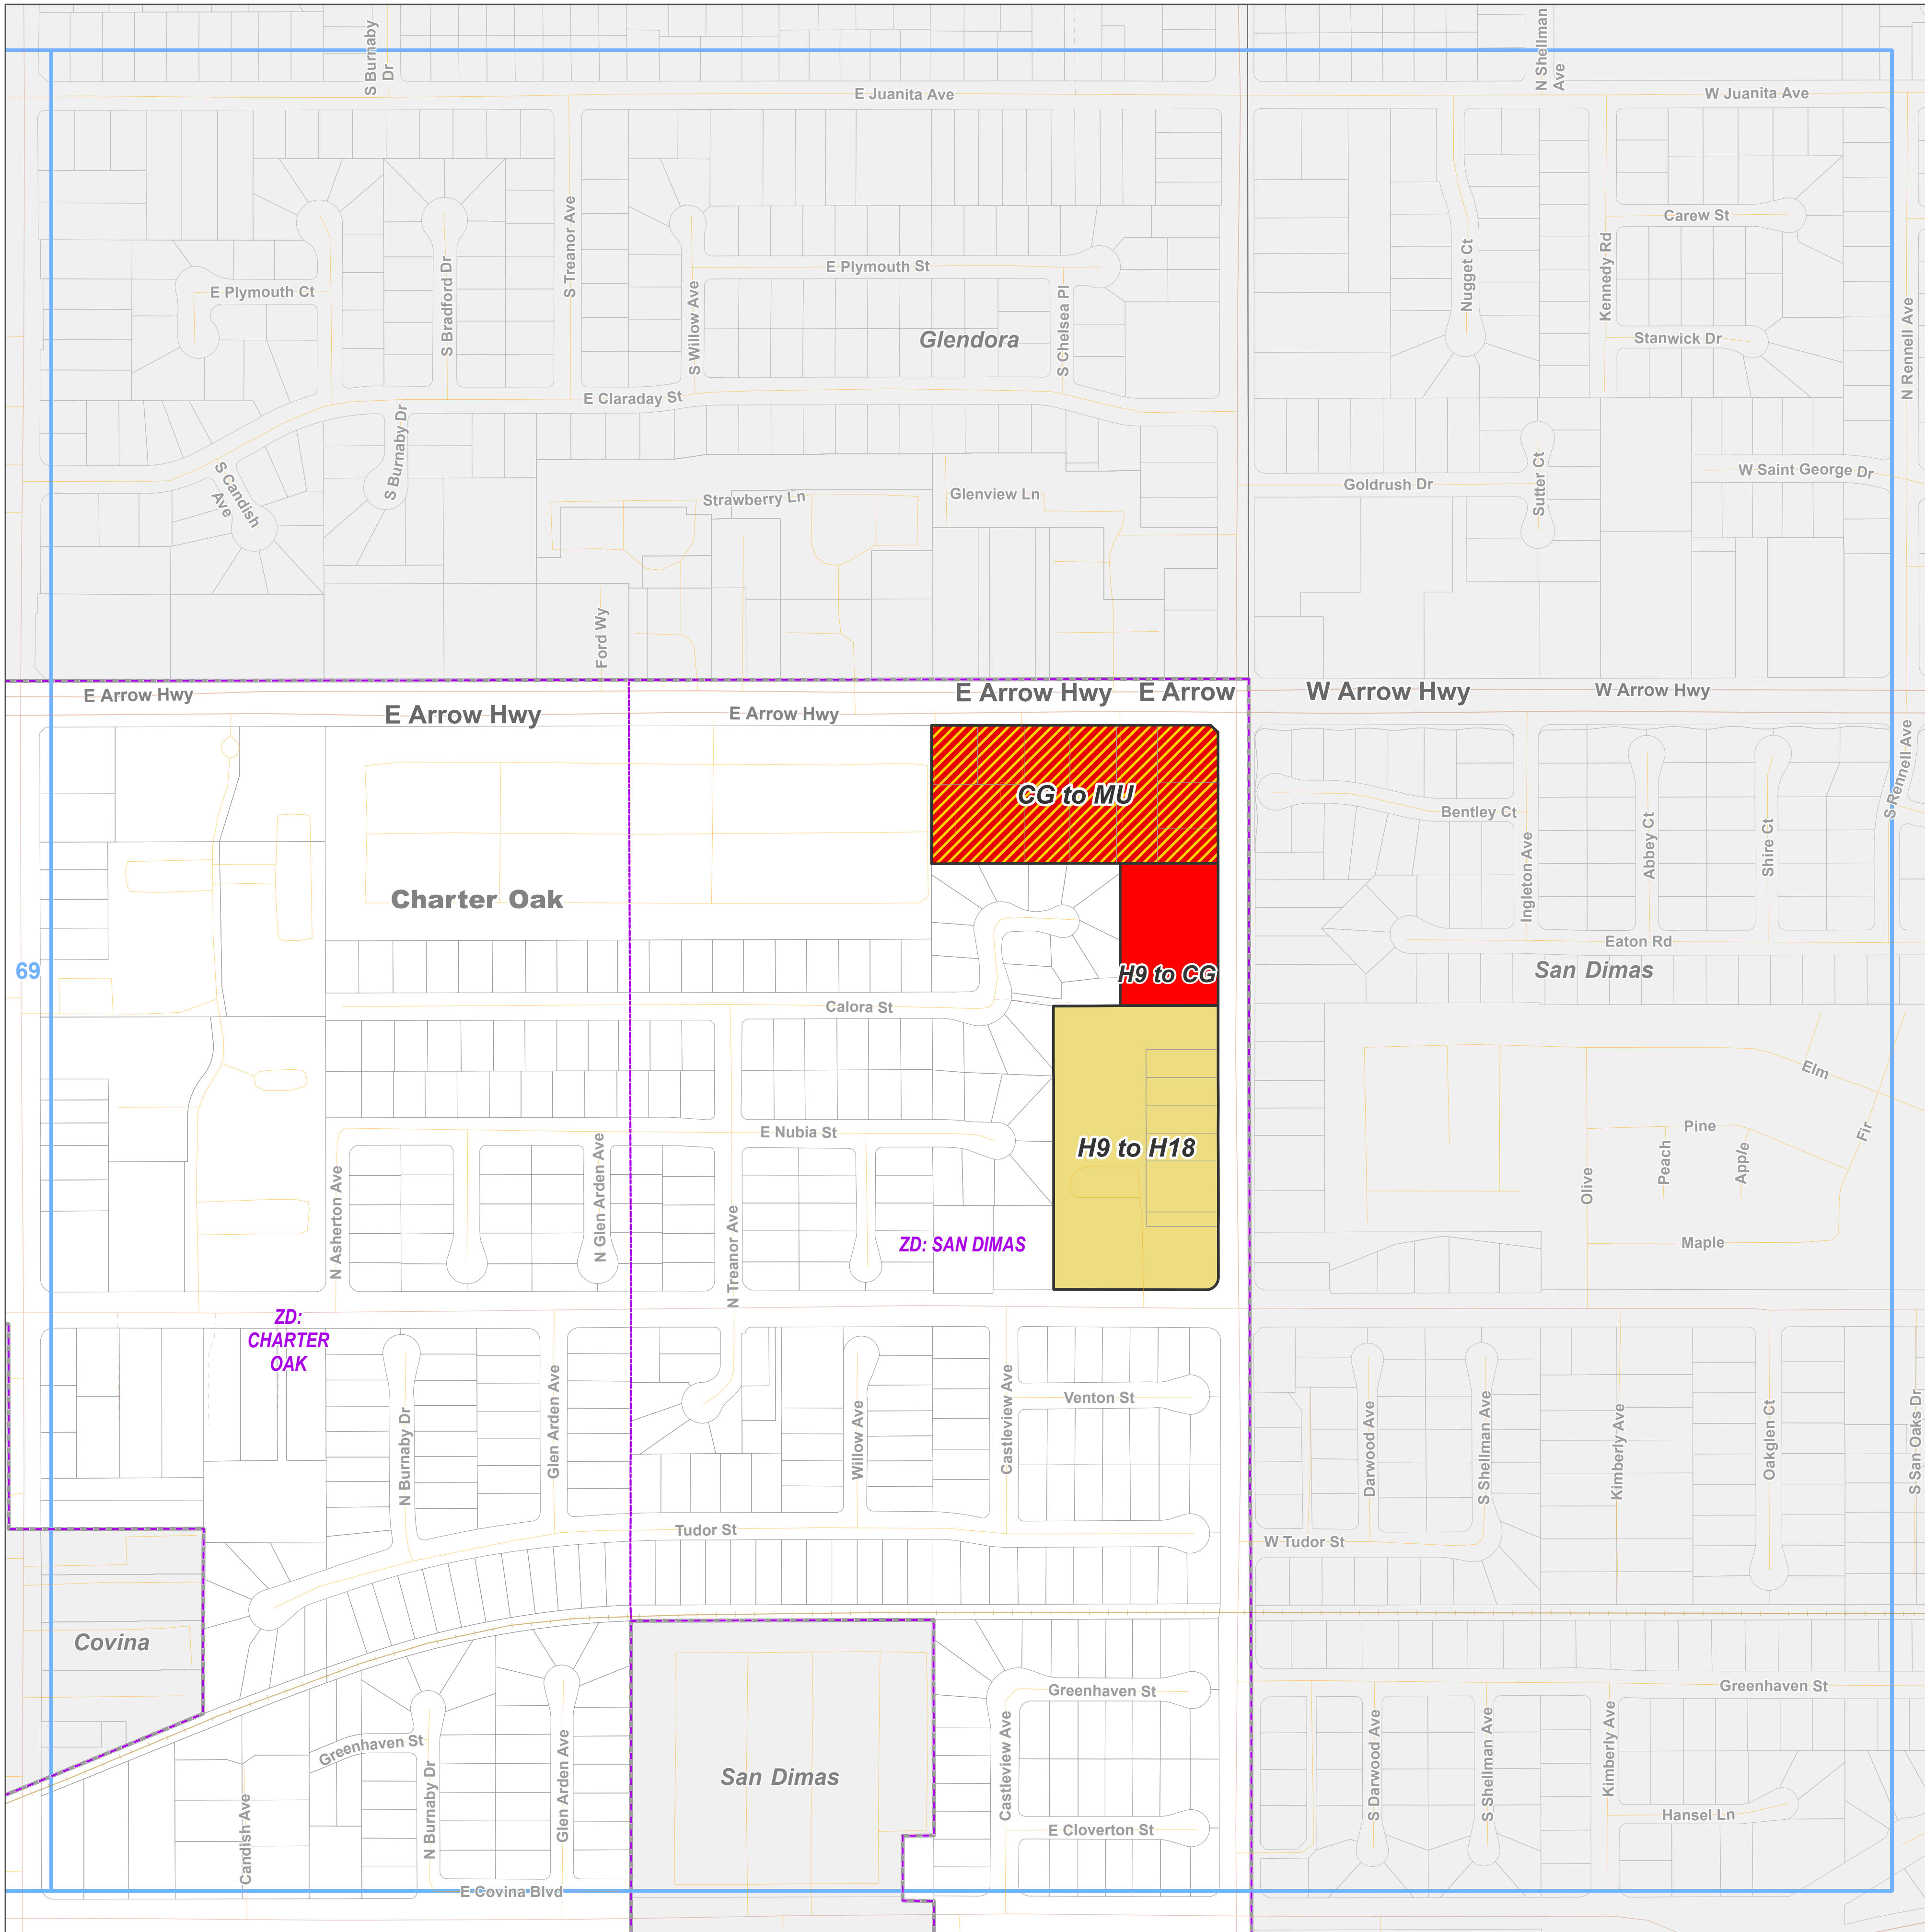 S Burnaby
Dr
N Shellman
Ave
E Juanita Ave
W Juanita Ave
S Treanor Ave
Carew St
Nugget Ct
Kennedy Rd
E Plymouth Ct
S Bradford Dr
E Plymouth St
S Willow Ave
S Chelsea Pl
Glendora
Stanwick Dr
N Rennell Ave
E Claraday St
S Burnaby Dr
S Candish
Ave
Strawberry Ln
Glenview Ln
Goldrush Dr
Sutter Ct
W Saint George Dr
Ford Wy
E Arrow Hwy
E Arrow Hwy
E Arrow Hwy
E Arrow Hwy
E Arrow
W Arrow Hwy
W Arrow Hwy
CG to MU
Bentley Ct
Ingleton Ave
Abbey Ct
Shire Ct
S Rennell Ave
Charter Oak
Eaton Rd
69
H9 to CG
San Dimas
Calora St
Elm
Pine
Fir
Peach
Apple
Olive
Maple
E Nubia St
H9 to H18
N Asherton Ave
N Glen Arden Ave
N Treanor Ave
ZD: SAN DIMAS
ZD:
CHARTER
OAK
Glen Arden Ave
N Burnaby Dr
Willow Ave
Castleview Ave
Venton St
Darwood Ave
S Shellman Ave
Kimberly Ave
Oakglen Ct
S San Oaks Dr
Tudor St
W Tudor St
Covina
Greenhaven St
Greenhaven St
Greenhaven St
Candish Ave
N Burnaby Dr
Glen Arden Ave
San Dimas
Castleview Ave
E Cloverton St
S Darwood Ave
S Shellman Ave
Kimberly Ave
Hansel Ln
E Covina Blvd